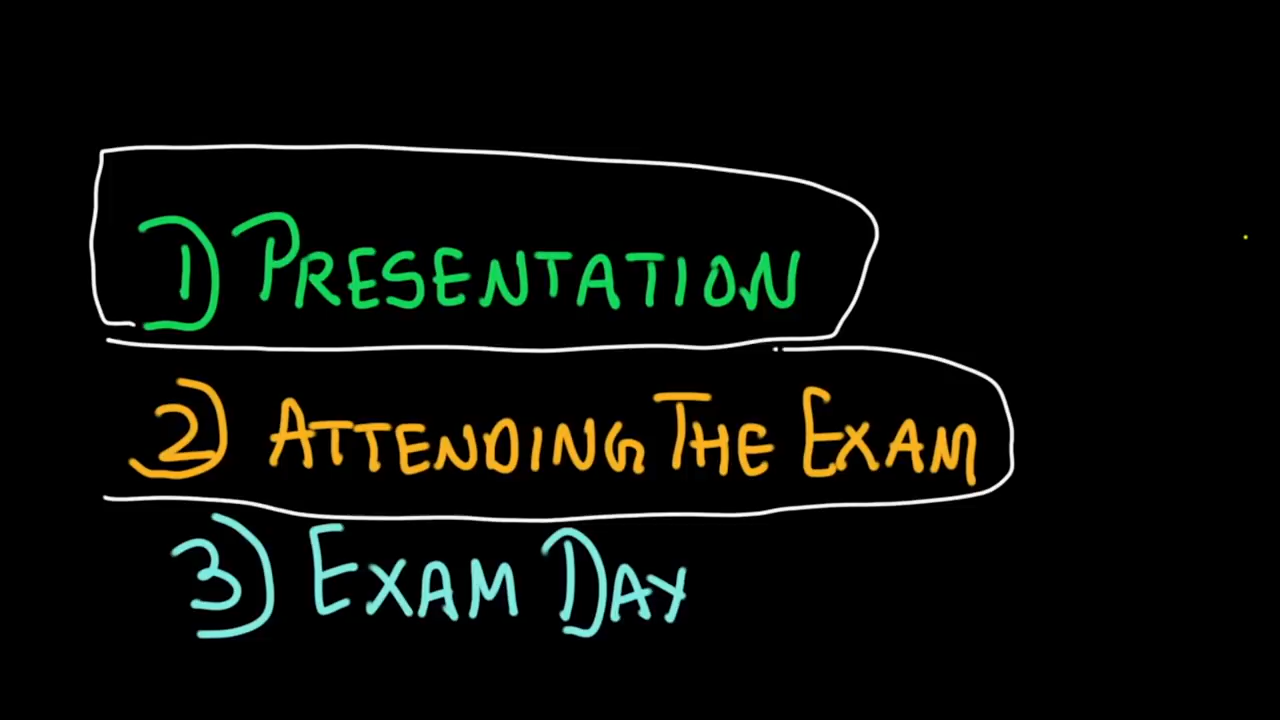 1) PRESENTATION
2) ATTENDING THE EXAM
3) EXAM DAY